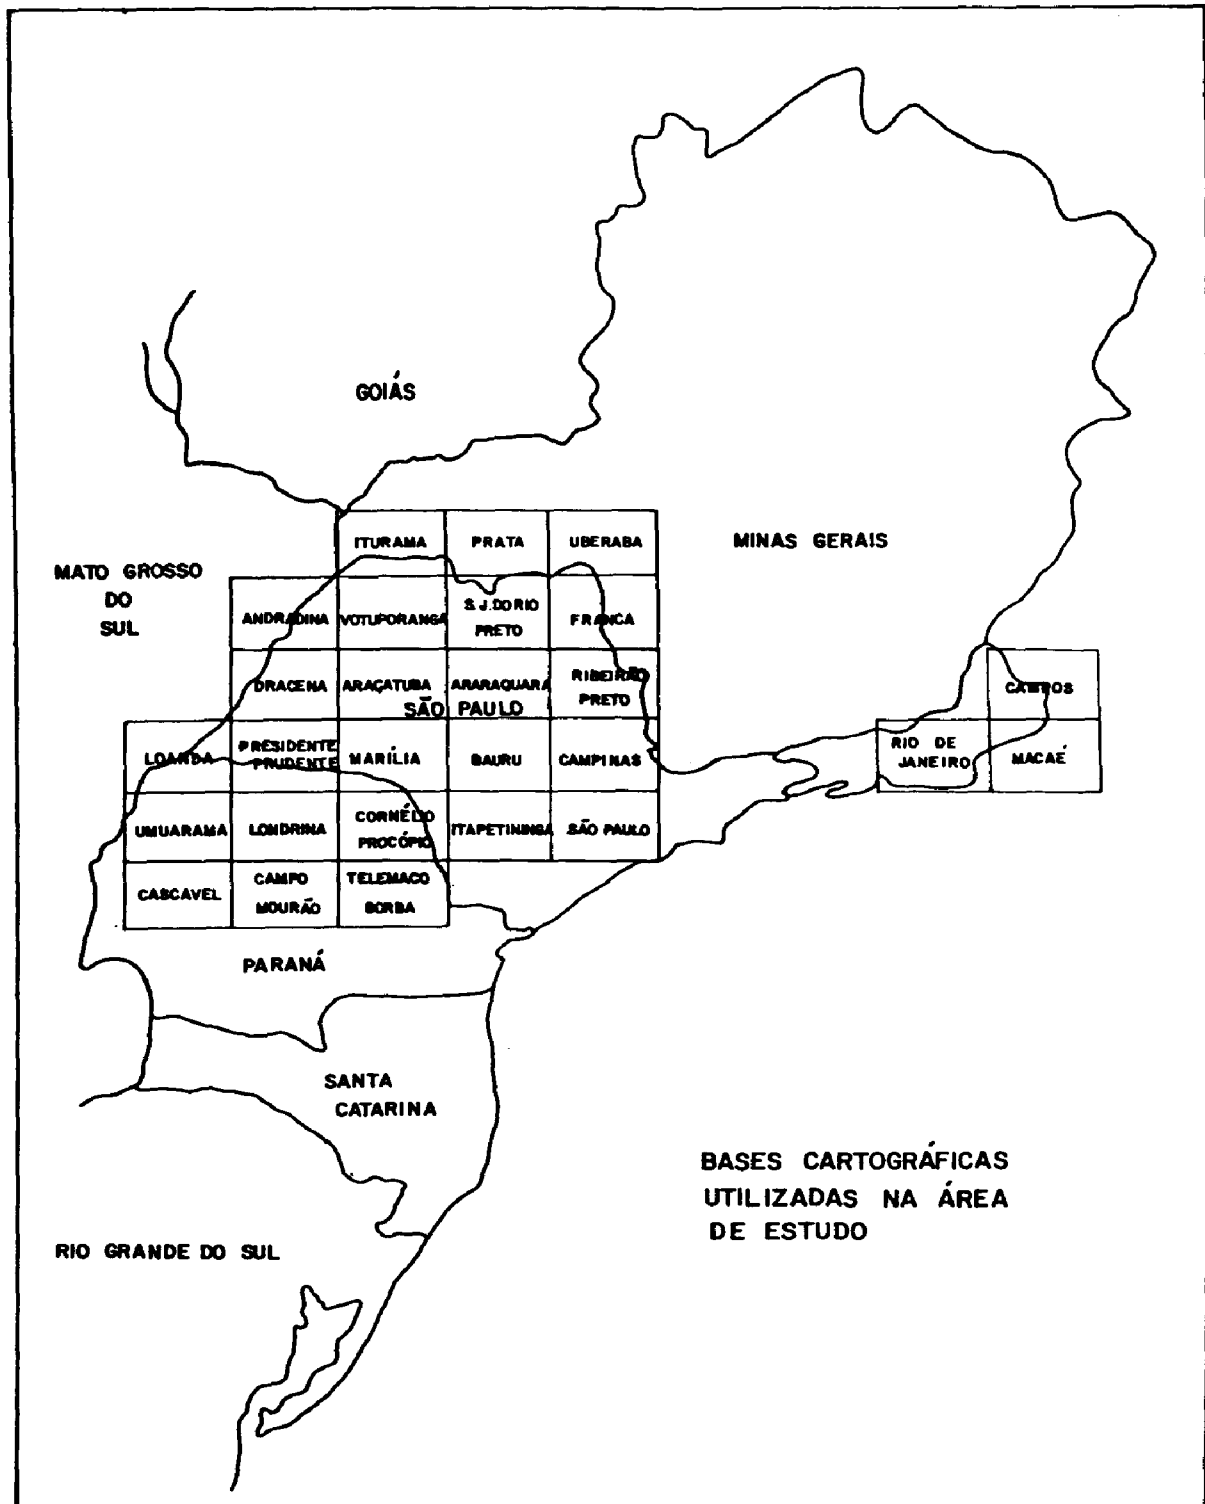 GOIÁS
MATO GROSSO
DO
SUL
MINAS GERAIS
ITURAMA
PRATA
UBERABA
ANDRADINA
VOTUPORANGA
S.J. DO RIO
PRETO
FRANCA
DRACENA
ARAÇATUBA
ARARAQUARA
RIBEIRÃO
PRETO
SÃO PAULO
CAMPOS
LOANDA
PRESIDENTE
PRUDENTE
MARÍLIA
BAURU
CAMPINAS
RIO DE
JANEIRO
MACAÉ
UMUARAMA
LONDRINA
CORNÉLIO
PROCÓPIO
ITAPETININGA
SÃO PAULO
CASCAVEL
CAMPO
MOURÃO
TELEMACO
BORBA
PARANÁ
SANTA
CATARINA
BASES CARTOGRÁFICAS
UTILIZADAS NA ÁREA
DE ESTUDO
RIO GRANDE DO SUL